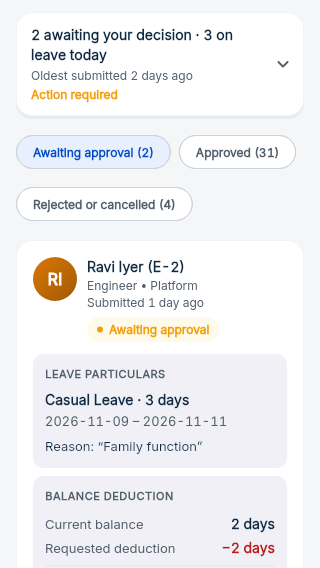 2 awaiting your decision · 3 on
leave today
Oldest submitted 2 days ago
Action required
Awaiting approval (2)
Approved (31)
Rejected or cancelled (4)
RI
Ravi Iyer (E-2)
Engineer • Platform
Submitted 1 day ago
Awaiting approval
LEAVE PARTICULARS
Casual Leave · 3 days
2026-11-09 – 2026-11-11
Reason: “Family function”
BALANCE DEDUCTION
Current balance 2 days
Requested deduction −2 days